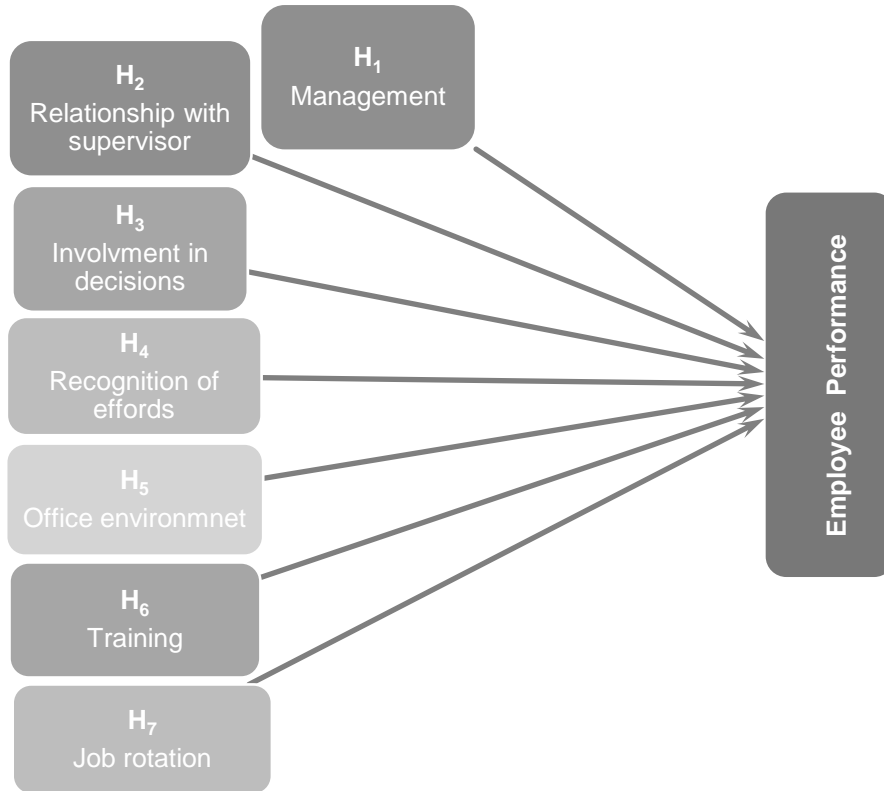 H₁
Management
H₂
Relationship with
supervisor
H₃
Involvment in
decisions
H₄
Recognition of
effords
H₅
Office environmnet
H₆
Training
H₇
Job rotation
Employee Performance